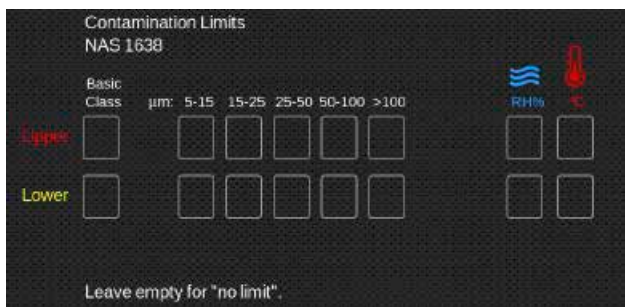 Contamination Limits
NAS 1638
Basic
Class µm: 5-15 15-25 25-50 50-100 >100 RH% °C
Upper
Lower
Leave empty for "no limit".